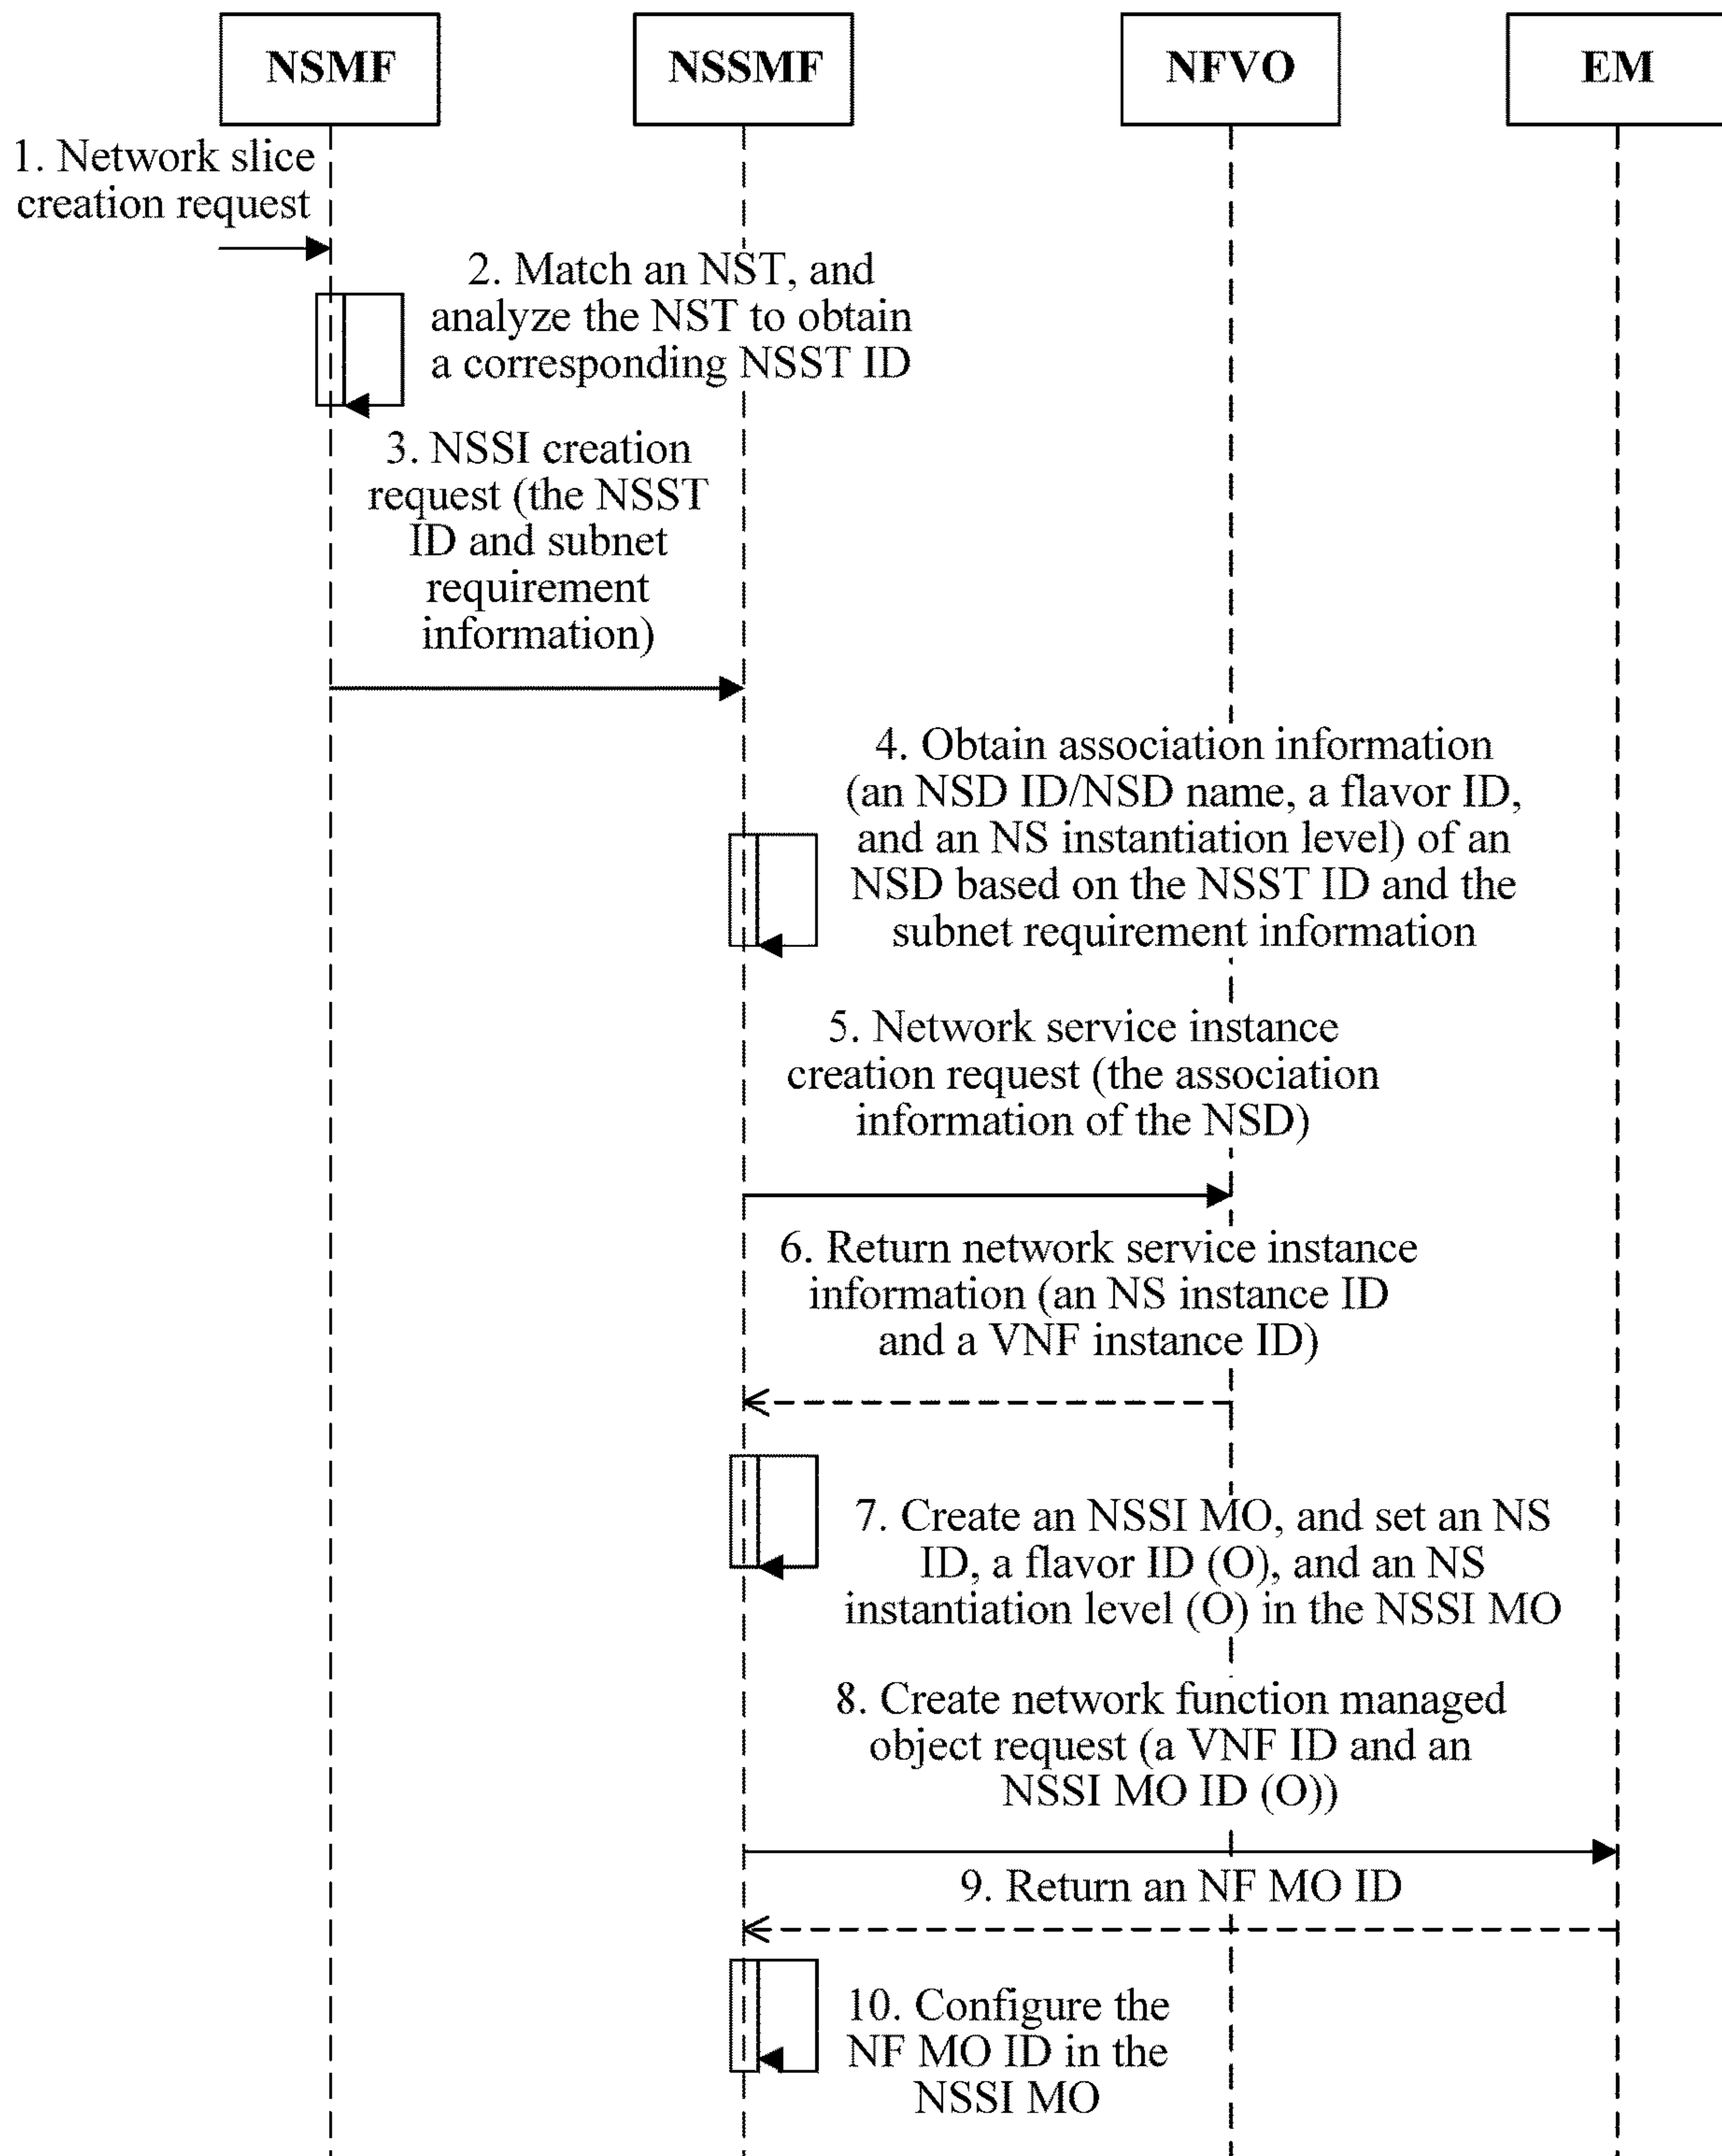 NSMF
NSSMF
NFVO
EM
1. Network slice
creation request
2. Match an NST, and
analyze the NST to obtain
a corresponding NSST ID
3. NSSI creation
request (the NSST
ID and subnet
requirement
information)
4. Obtain association information
(an NSD ID/NSD name, a flavor ID,
and an NS instantiation level) of an
NSD based on the NSST ID and the
subnet requirement information
5. Network service instance
creation request (the association
information of the NSD)
6. Return network service instance
information (an NS instance ID
and a VNF instance ID)
7. Create an NSSI MO, and set an NS
ID, a flavor ID (O), and an NS
instantiation level (O) in the NSSI MO
8. Create network function managed
object request (a VNF ID and an
NSSI MO ID (O))
9. Return an NF MO ID
10. Configure the
NF MO ID in the
NSSI MO